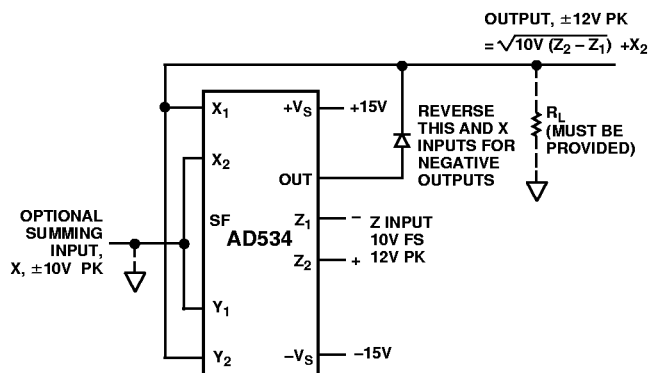 OUTPUT, ±12V PK
= √10V (Z2 – Z1) +X2
X1
+VS
+15V
REVERSE
THIS AND X
INPUTS FOR
NEGATIVE
OUTPUTS
RL
(MUST BE
PROVIDED)
X2
OUT
OPTIONAL
SUMMING
INPUT,
X, ±10V PK
SF
AD534
Z1
–
Z INPUT
10V FS
12V PK
Z2
+
Y1
Y2
–VS
–15V